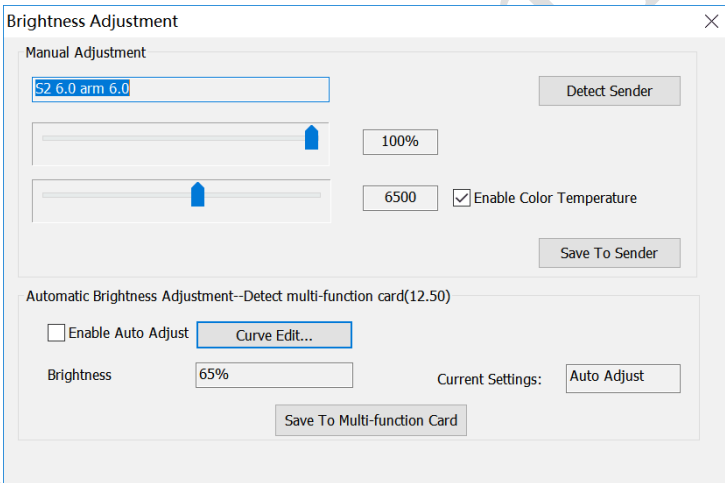 Brightness Adjustment
Manual Adjustment
S2 6.0 arm 6.0
Detect Sender
100%
6500
Enable Color Temperature
Save To Sender
Automatic Brightness Adjustment--Detect multi-function card(12.50)
Enable Auto Adjust
Curve Edit...
Brightness
65%
Current Settings:
Auto Adjust
Save To Multi-function Card